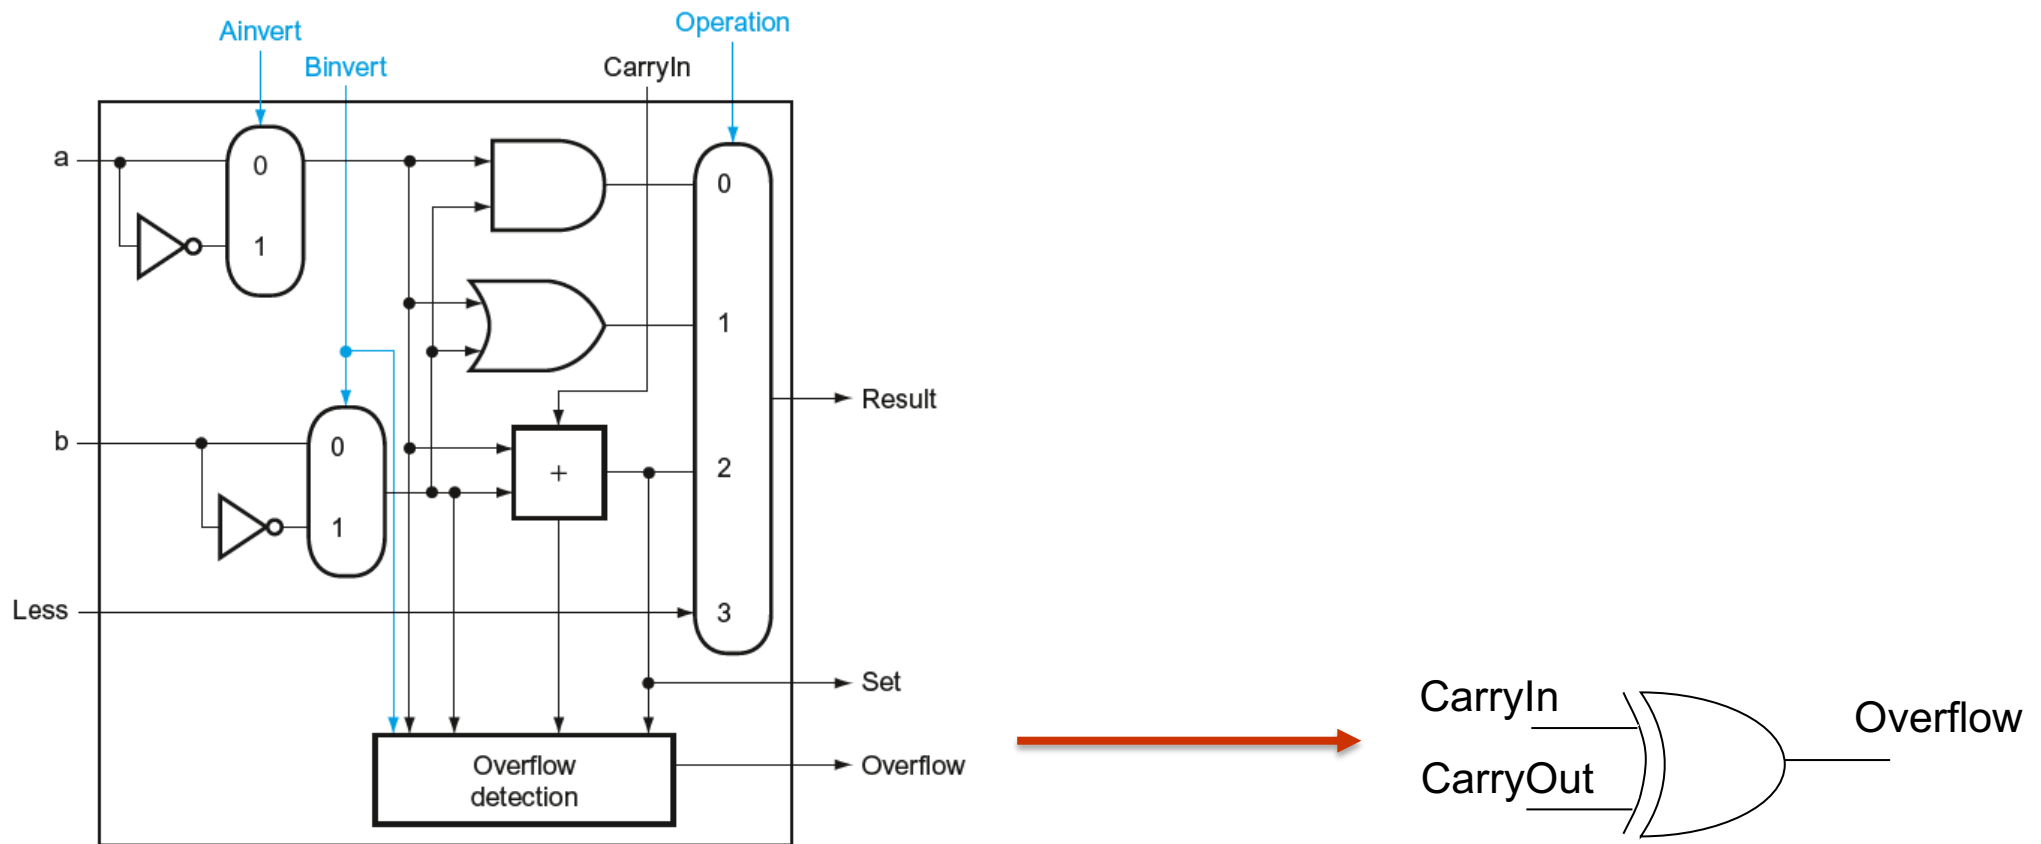 Operation
Ainvert
Binvert
CarryIn
a
0
1
0
1
b
0
1
+
2
Result
Less
3
Set
CarryIn
Overflow
CarryOut
Overflow
detection
Overflow